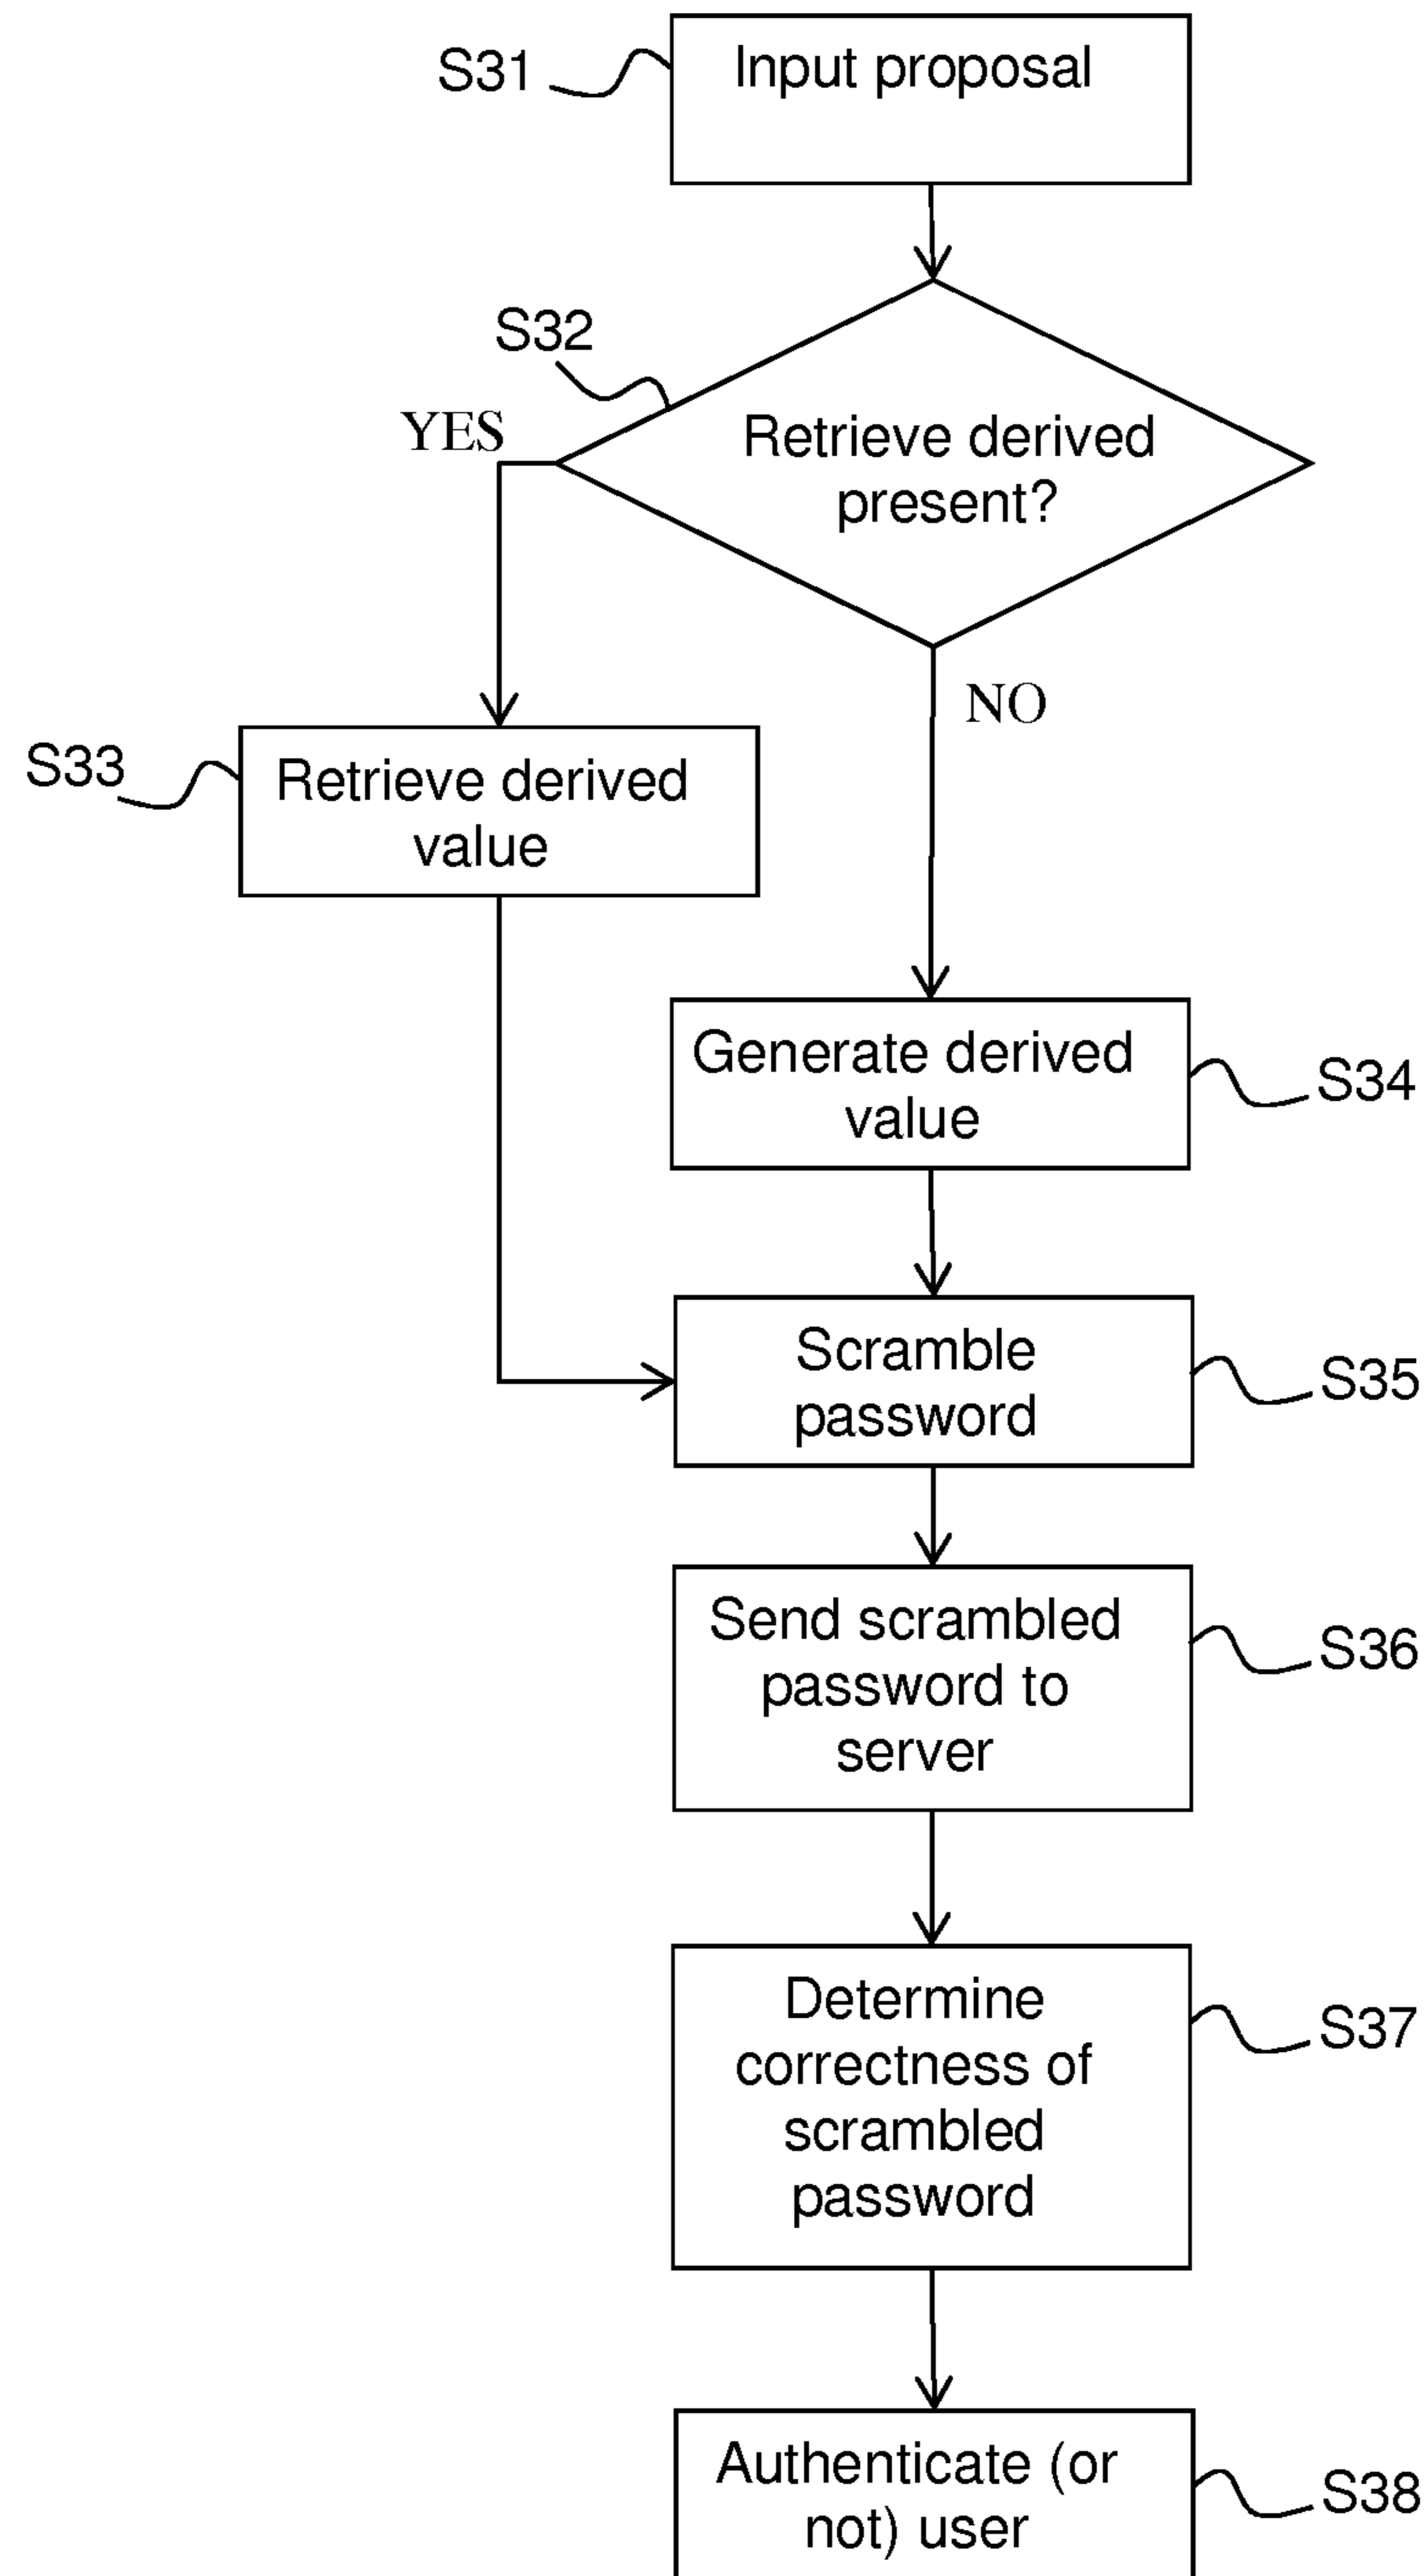 S31
Input proposal
S32
YES
Retrieve derived
present?
NO
S33
Retrieve derived
value
Generate derived
value
S34
Scramble
password
S35
Send scrambled
password to
server
S36
Determine
correctness of
scrambled
password
S37
Authenticate (or
not) user
S38